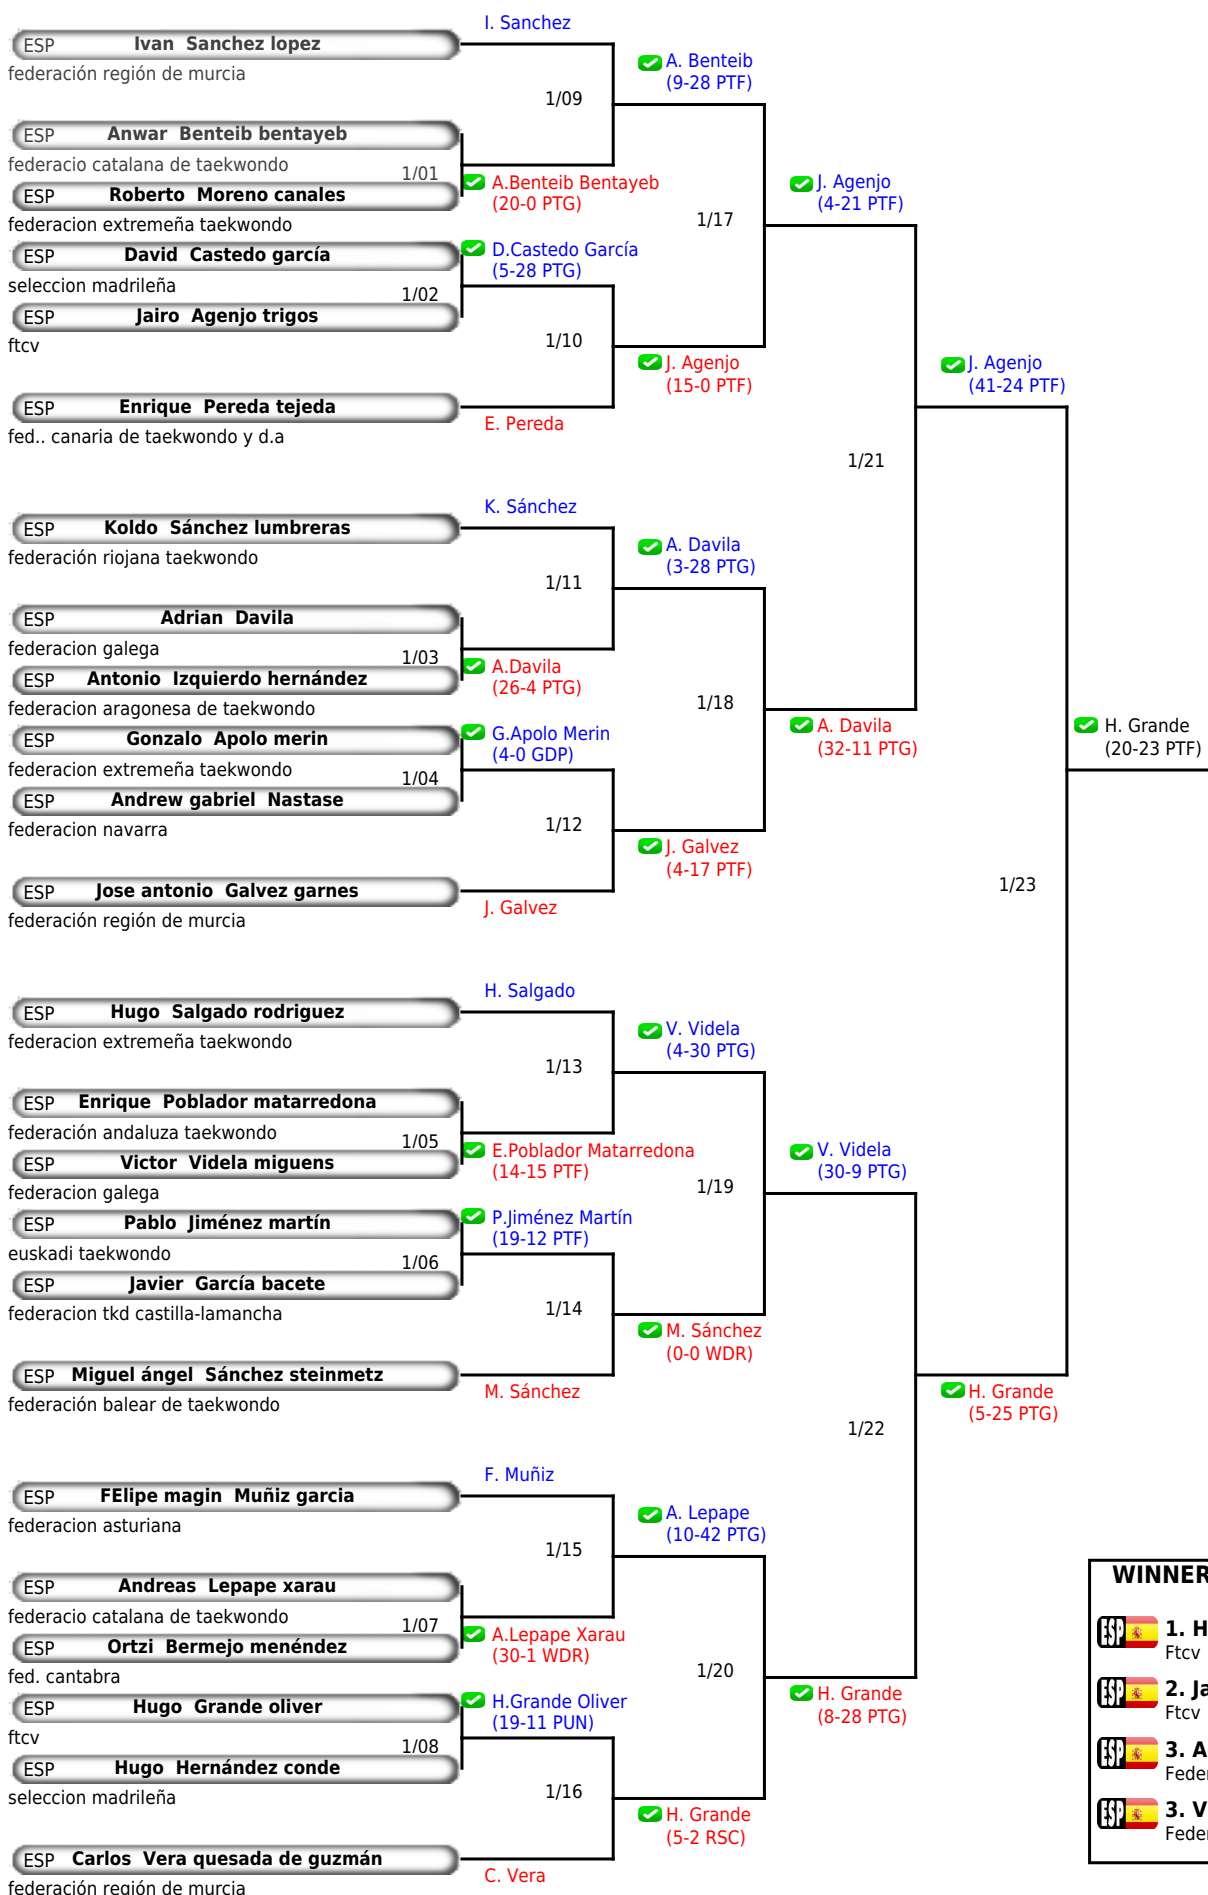 I. Sanchez
ESP Ivan Sanchez lopez
federación región de murcia
A. Benteib
(9-28 PTF)
1/09
ESP Anwar Benteib bentayeb
federacio catalana de taekwondo
1/01
ESP Roberto Moreno canales
A.Benteib Bentayeb
(20-0 PTG)
federacion extremeña taekwondo
J. Agenjo
(4-21 PTF)
1/17
ESP David Castedo garcía
D.Castedo García
(5-28 PTG)
seleccion madrileña
1/02
ESP Jairo Agenjo trigos
ftcv
1/10
J. Agenjo
(15-0 PTF)
J. Agenjo
(41-24 PTF)
ESP Enrique Pereda tejeda
E. Pereda
fed.. canaria de taekwondo y d.a
1/21
K. Sánchez
ESP Koldo Sánchez lumbreras
federación riojana taekwondo
A. Davila
(3-28 PTG)
1/11
ESP Adrian Davila
federacion galega
1/03
ESP Antonio Izquierdo hernández
A.Davila
(26-4 PTG)
federacion aragonesa de taekwondo
1/18
A. Davila
(32-11 PTG)
H. Grande
(20-23 PTF)
ESP Gonzalo Apolo merin
G.Apolo Merin
(4-0 GDP)
federacion extremeña taekwondo
1/04
ESP Andrew gabriel Nastase
federacion navarra
1/12
J. Galvez
(4-17 PTF)
1/23
ESP Jose antonio Galvez garnes
J. Galvez
federación región de murcia
H. Salgado
ESP Hugo Salgado rodriguez
federacion extremeña taekwondo
V. Videla
(4-30 PTG)
1/13
ESP Enrique Poblador matarredona
federación andaluza taekwondo
1/05
ESP Victor Videla miguens
E.Poblador Matarredona
(14-15 PTF)
federacion galega
V. Videla
(30-9 PTG)
1/19
ESP Pablo Jiménez martín
P.Jiménez Martín
(19-12 PTF)
euskadi taekwondo
1/06
ESP Javier García bacete
federacion tkd castilla-lamancha
1/14
M. Sánchez
(0-0 WDR)
ESP Miguel ángel Sánchez steinmetz
M. Sánchez
federación balear de taekwondo
H. Grande
(5-25 PTG)
1/22
F. Muñiz
ESP FElipe magin Muñiz garcia
federacion asturiana
A. Lepape
(10-42 PTG)
1/15
ESP Andreas Lepape xarau
federacio catalana de taekwondo
1/07
ESP Ortzi Bermejo menéndez
A.Lepape Xarau
(30-1 WDR)
fed. cantabra
1/20
H. Grande
(8-28 PTG)
ESP Hugo Grande oliver
H.Grande Oliver
(19-11 PUN)
ftcv
1/08
ESP Hugo Hernández conde
seleccion madrileña
1/16
H. Grande
(5-2 RSC)
ESP Carlos Vera quesada de guzmán
C. Vera
federación región de murcia
WINNER
ESP 1. H
Ftcv
ESP 2. Ja
Ftcv
ESP 3. A
Feder
ESP 3. V
Feder